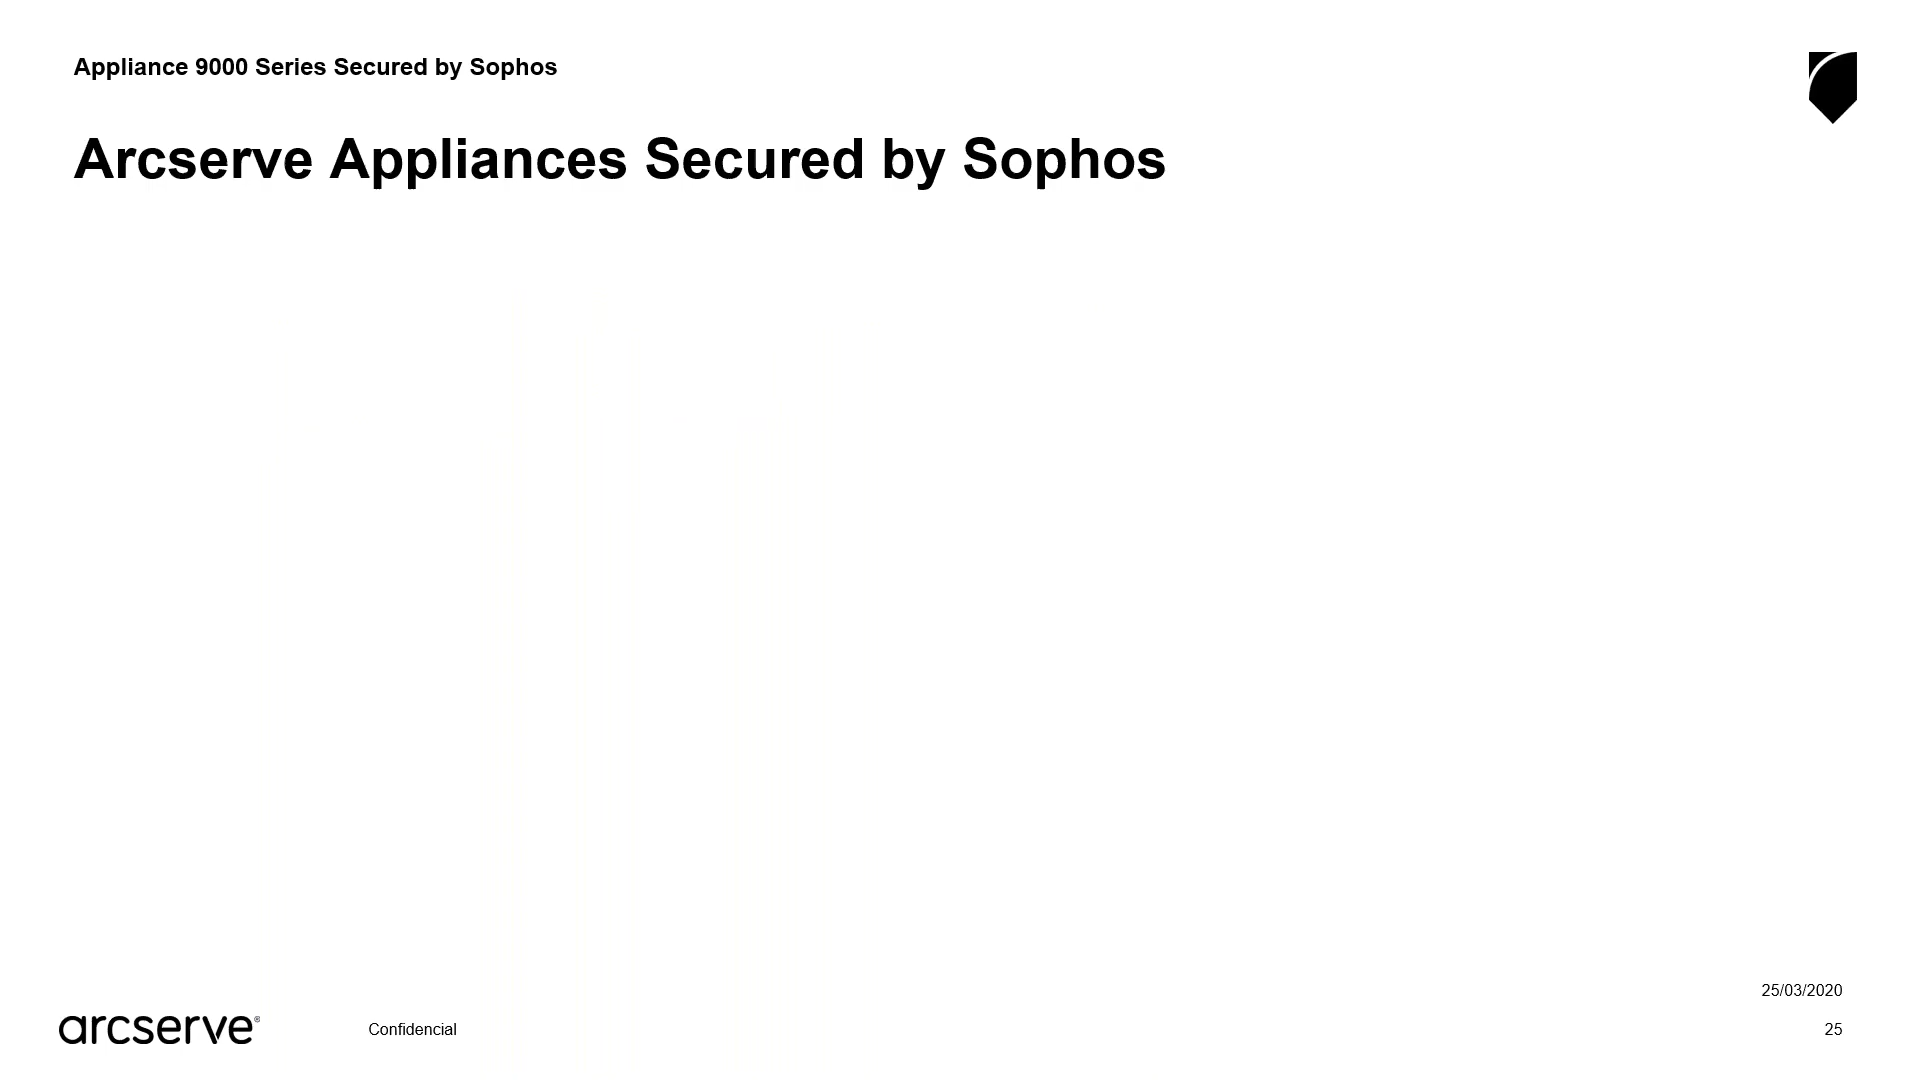 Appliance 9000 Series Secured by Sophos
Arcserve Appliances Secured by Sophos
25/03/2020
arcserve®
Confidencial
25